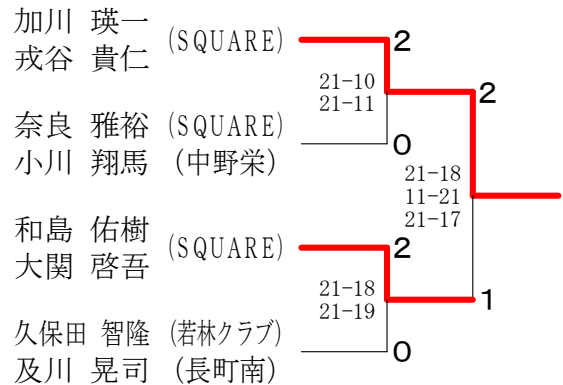 加川 瑛一
戎谷 貴仁
(SQUARE)
2
21-10
21-11
2
奈良 雅裕 (SQUARE)
小川 翔馬 (中野栄)
0
21-18
11-21
21-17
和島 佑樹
大関 啓吾
(SQUARE)
2
21-18
21-19
1
久保田 智隆 (若林クラブ)
及川 晃司 (長町南)
0